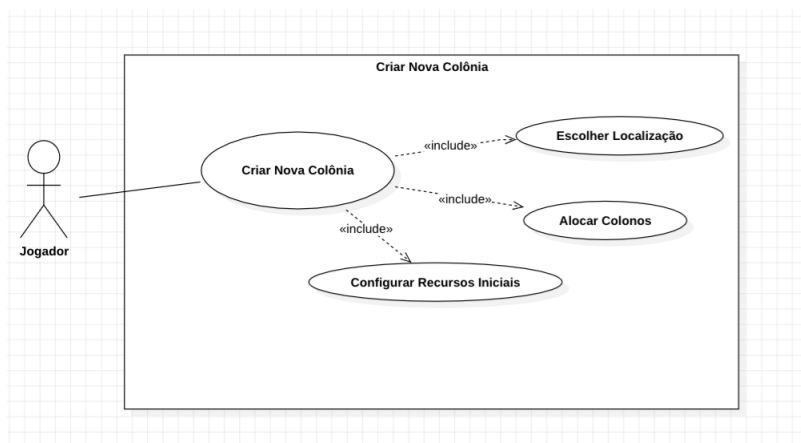 Criar Nova Colônia
Escolher Localização
«include»
Criar Nova Colônia
«include»
Alocar Colonos
«include»
Jogador
Configurar Recursos Iniciais